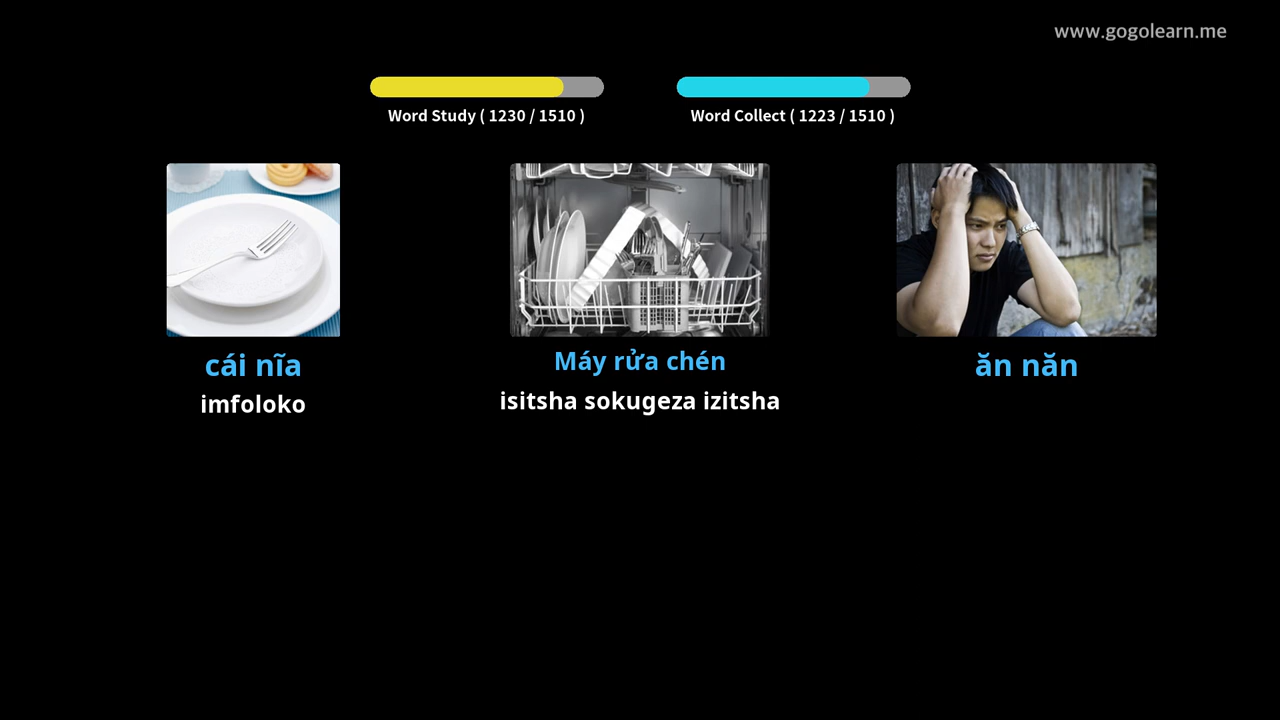 www.gogolearn.me
Word Study ( 1230 / 1510 )
Word Collect ( 1223 / 1510 )
cái nĩa
imfoloko
Máy rửa chén
isitsha sokugeza izitsha
ăn năn